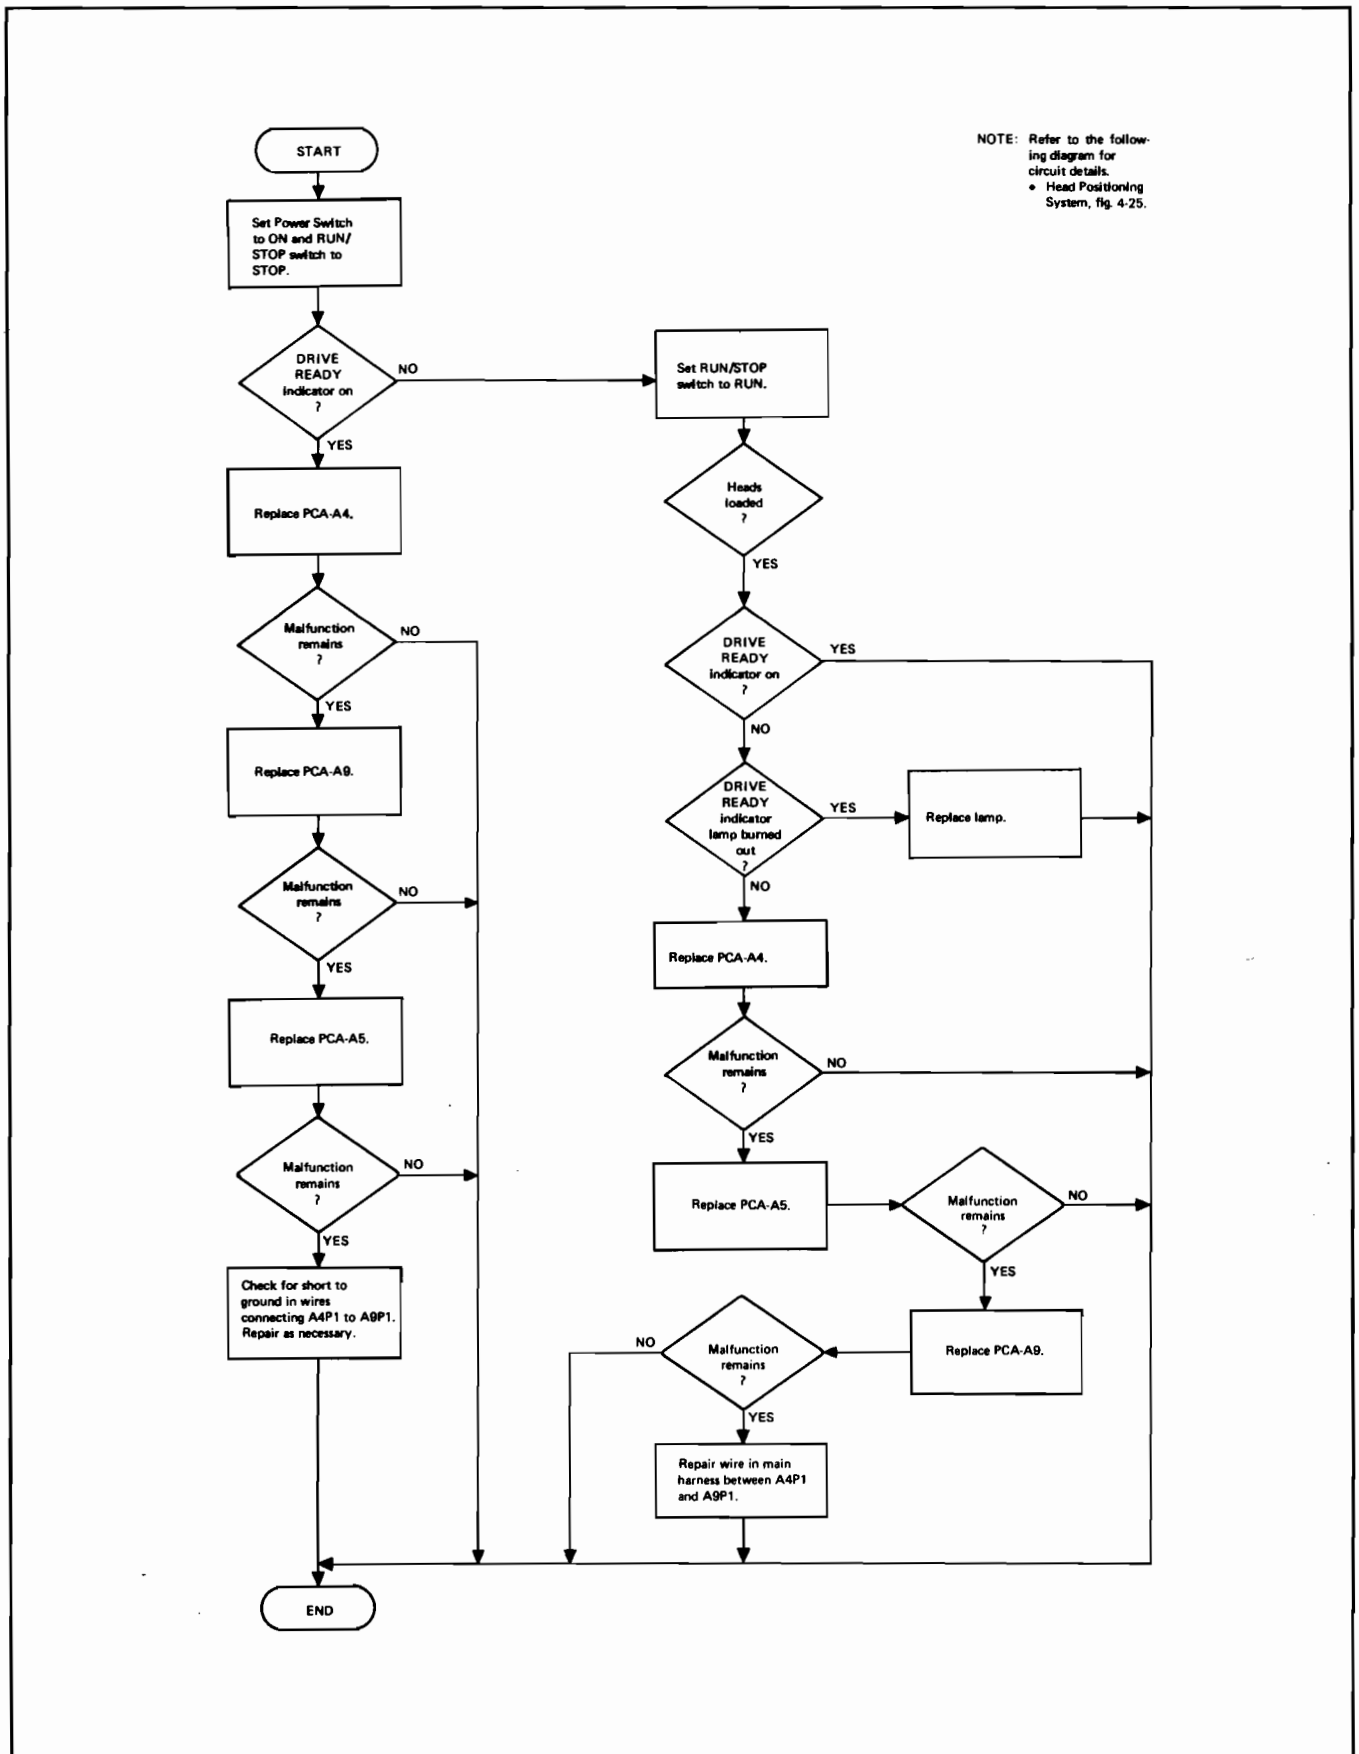 START
NOTE: Refer to the follow-
ing diagram for
circuit details.
• Head Positioning
System, fig. 4-25.
Set Power Switch
to ON and RUN/
STOP switch to
STOP.
DRIVE
READY
indicator on
?
NO
YES
Set RUN/STOP
switch to RUN.
Replace PCA-A4.
Heads
loaded
?
YES
Malfunction
remains
?
NO
YES
DRIVE
READY
indicator on
?
YES
NO
Replace PCA-A9.
DRIVE
READY
indicator
lamp burned
out
?
YES
NO
Replace lamp.
Malfunction
remains
?
NO
YES
Replace PCA-A4.
Replace PCA-A5.
Malfunction
remains
?
NO
YES
Malfunction
remains
?
NO
YES
Replace PCA-A5.
Malfunction
remains
?
NO
YES
Check for short to
ground in wires
connecting A4P1 to A9P1.
Repair as necessary.
Replace PCA-A9.
Malfunction
remains
?
NO
YES
Repair wire in main
harness between A4P1
and A9P1.
END